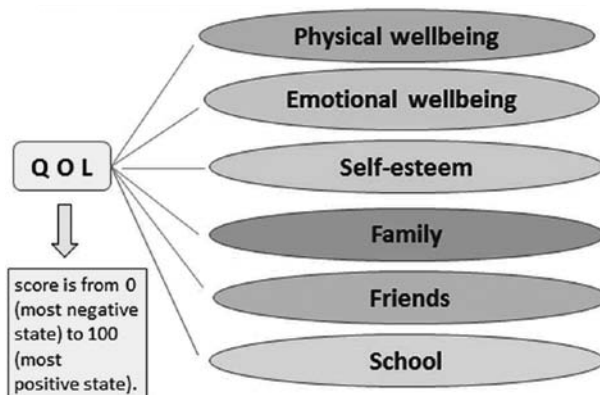 Physical wellbeing
Emotional wellbeing
Q O L
Self-esteem
Family
Friends
School
score is from 0
(most negative
state) to 100
(most
positive state).